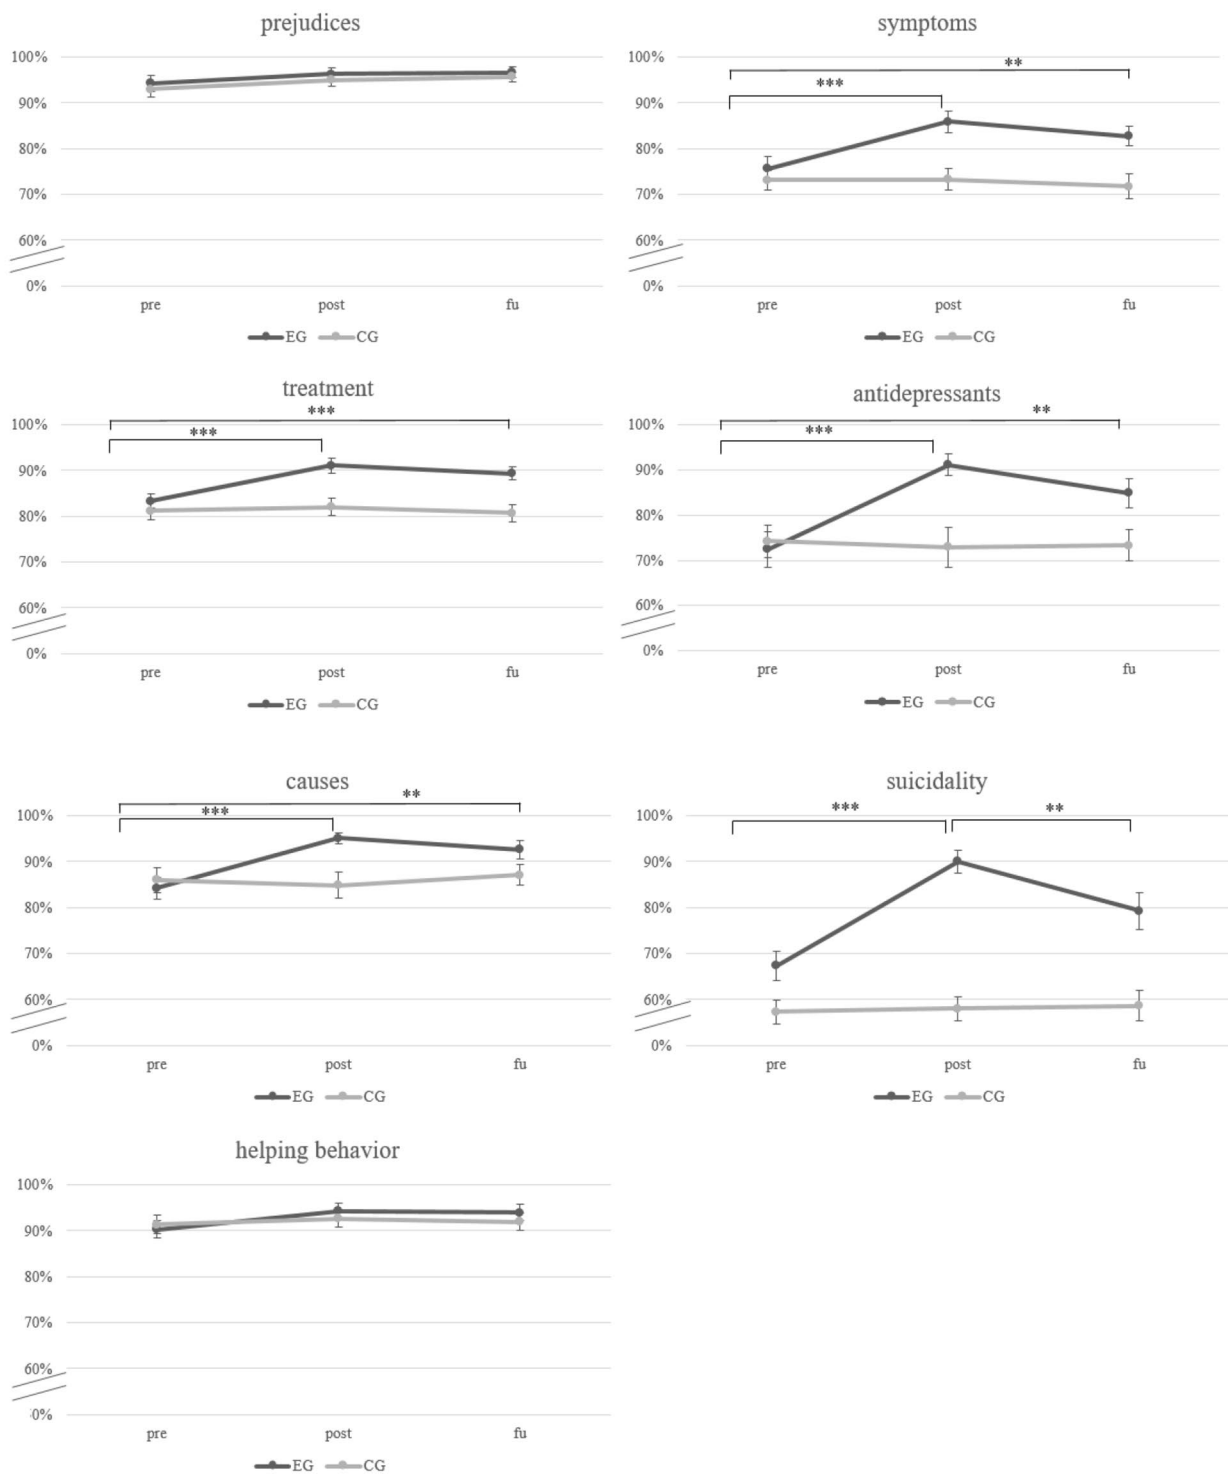 prejudices
100%
90%
80%
70%
60%
0%
pre post fu
EG CG
symptoms
**
***
100%
90%
80%
70%
60%
0%
pre post fu
EG CG
treatment
***
***
100%
90%
80%
70%
60%
0%
pre post fu
EG CG
antidepressants
**
***
100%
90%
80%
70%
60%
0%
pre post fu
EG CG
causes
**
***
100%
90%
80%
70%
60%
0%
pre post fu
EG CG
suicidality
*** **
100%
90%
80%
70%
60%
0%
pre post fu
EG CG
helping behavior
100%
90%
80%
70%
60%
0%
pre post fu
EG CG